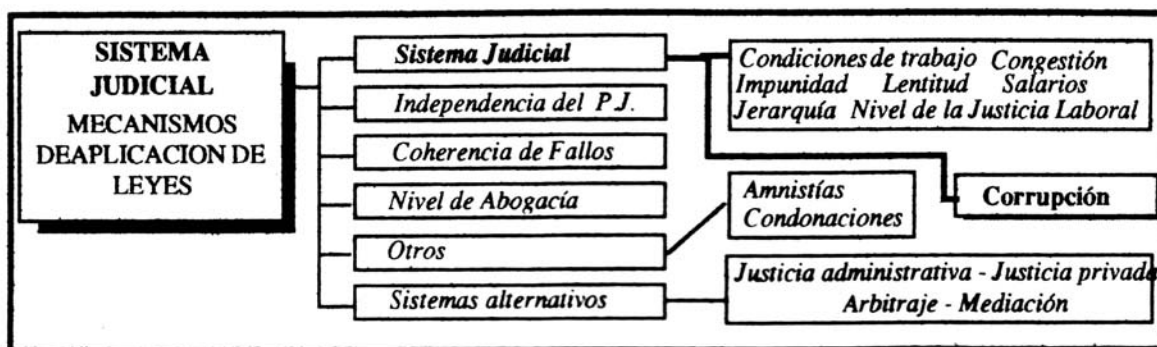 SISTEMA
JUDICIAL
MECANISMOS
DEAPLICACION DE
LEYES
Sistema Judicial
Independencia del P.J.
Coherencia de Fallos
Nivel de Abogacía
Otros
Sistemas alternativos
Condiciones de trabajo Congestión
Impunidad Lentitud Salarios
Jerarquía Nivel de la Justicia Laboral
Amnistías
Condonaciones
Corrupción
Justicia administrativa - Justicia privada
Arbitraje - Mediación